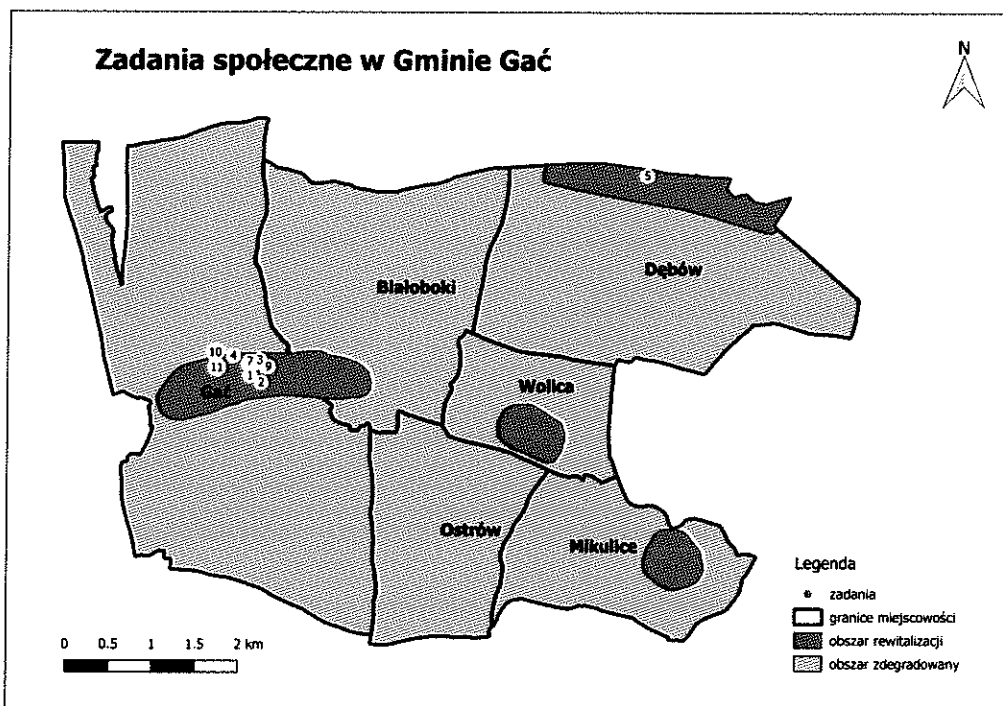 Zadania społeczne w Gminie Gać
N
5
Dębów
Białoboki
10 4 7 3
11 9
1 2
Gać
Wolica
Ostrów
Mikulice
Legenda
zadania
granice miejscowości
obszar rewitalizacji
obszar zdegradowany
0 0.5 1 1.5 2 km